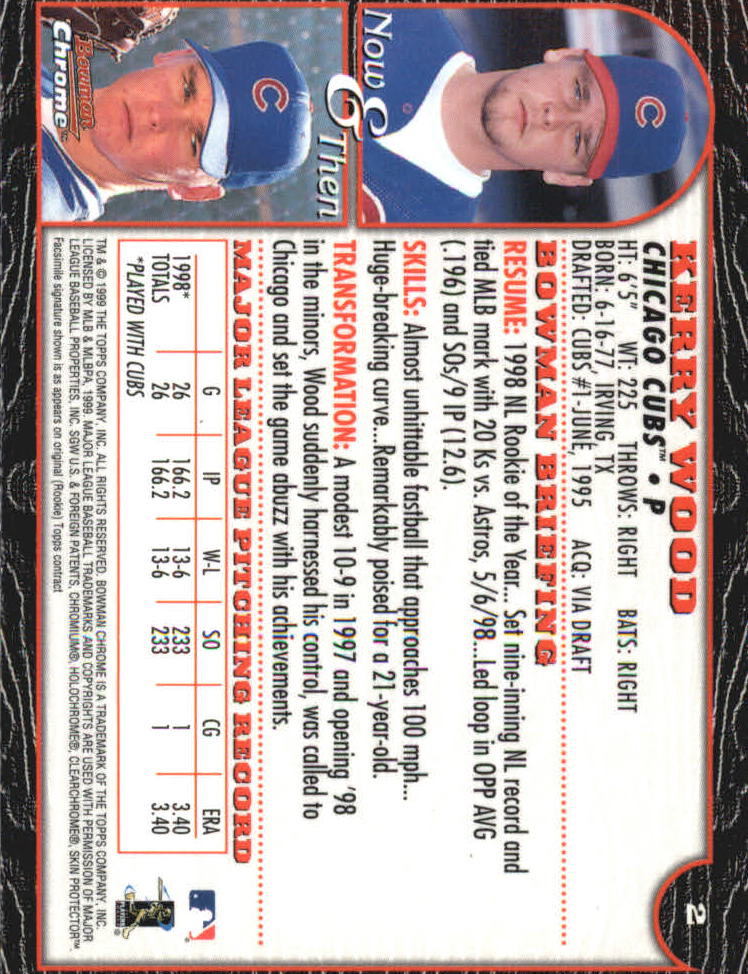 2
KERRY WOOD
CHICAGO CUBS™ • P
HT: 6'5" WT: 225 THROWS: RIGHT BATS: RIGHT
BORN: 6-16-77, IRVING, TX
DRAFTED: CUBS #1-JUNE, 1995 ACQ: VIA DRAFT
BOWMAN BRIEFING
RESUME: 1998 NL Rookie of the Year... Set nine-inning NL record and
tied MLB mark with 20 Ks vs. Astros, 5/6/98...Led loop in OPP AVG
(.196) and SOs/9 IP (12.6).
SKILLS: Almost unhittable fastball that approaches 100 mph...
Huge-breaking curve...Remarkably poised for a 21-year-old.
TRANSFORMATION: A modest 10-9 in 1997 and opening '98
in the minors, Wood suddenly harnessed his control, was called to
Chicago and set the game abuzz with his achievements.
Now & Then
C
C
Bowman
Chrome™
MAJOR LEAGUE PITCHING RECORD
G IP W-L SO CG ERA
1998* 26 166.2 13-6 233 1 3.40
TOTALS 26 166.2 13-6 233 1 3.40
*PLAYED WITH CUBS
TM & © 1999 THE TOPPS COMPANY, INC. ALL RIGHTS RESERVED. BOWMAN CHROME IS A TRADEMARK OF THE TOPPS COMPANY, INC.
LICENSED BY MLB & MLBPA, 1999. MAJOR LEAGUE BASEBALL TRADEMARKS AND COPYRIGHTS ARE USED WITH PERMISSION OF MAJOR
LEAGUE BASEBALL PROPERTIES, INC. SGW U.S. & FOREIGN PATENTS, CHROMIUM®, HOLOCHROME®, CLEARCHROME®, SKIN PROTECTOR™
Facsimile signature shown is as appears on original (Rookie) Topps contract